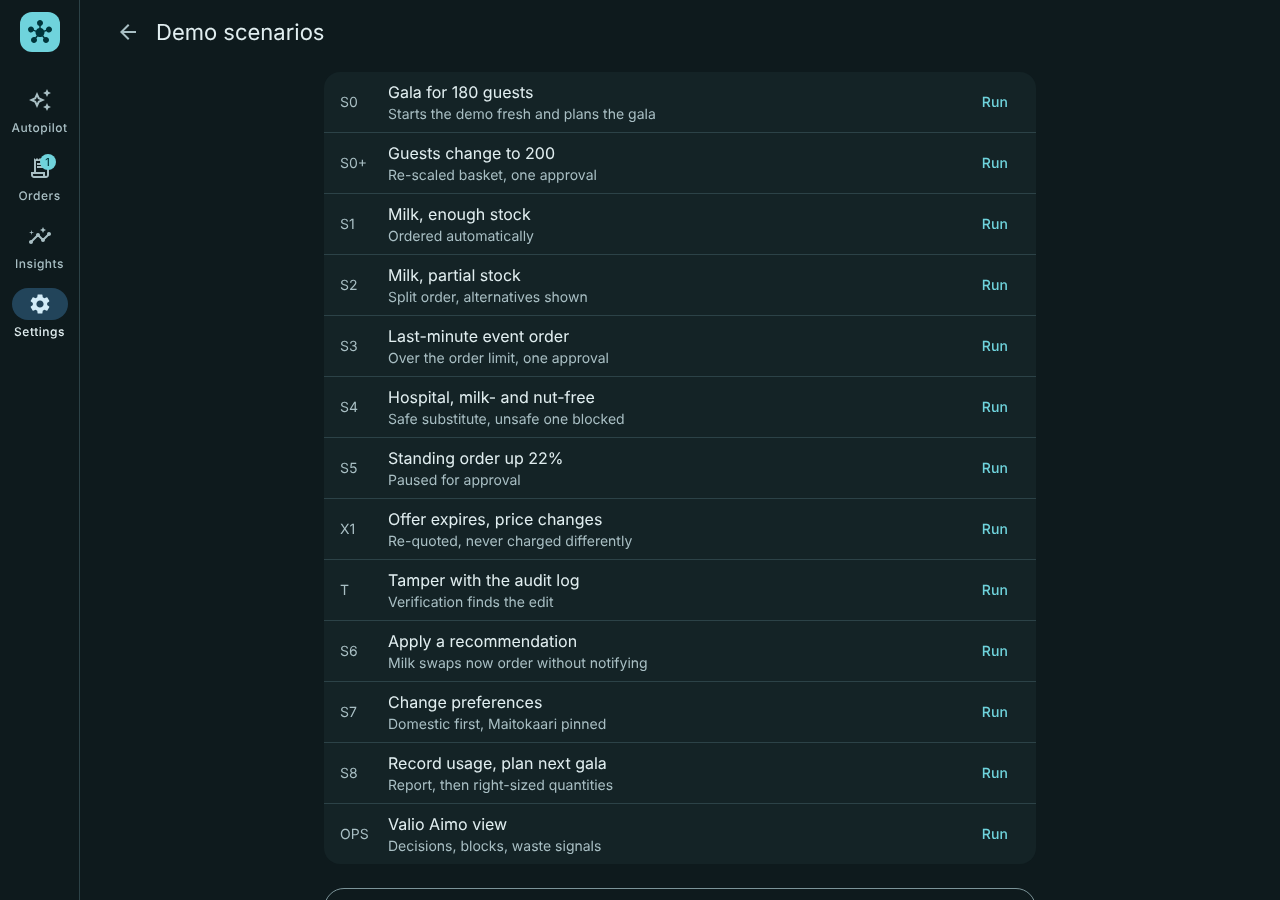 Demo scenarios
Autopilot
1
Orders
Insights
Settings
S0
Gala for 180 guests
Starts the demo fresh and plans the gala
Run
S0+
Guests change to 200
Re-scaled basket, one approval
Run
S1
Milk, enough stock
Ordered automatically
Run
S2
Milk, partial stock
Split order, alternatives shown
Run
S3
Last-minute event order
Over the order limit, one approval
Run
S4
Hospital, milk- and nut-free
Safe substitute, unsafe one blocked
Run
S5
Standing order up 22%
Paused for approval
Run
X1
Offer expires, price changes
Re-quoted, never charged differently
Run
T
Tamper with the audit log
Verification finds the edit
Run
S6
Apply a recommendation
Milk swaps now order without notifying
Run
S7
Change preferences
Domestic first, Maitokaari pinned
Run
S8
Record usage, plan next gala
Report, then right-sized quantities
Run
OPS
Valio Aimo view
Decisions, blocks, waste signals
Run